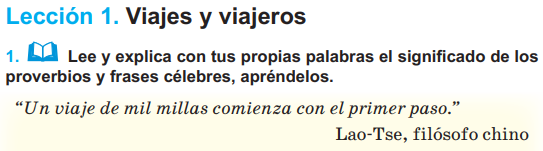 Lección 1. Viajes y viajeros
1. Lee y explica con tus propias palabras el significado de los
proverbios y frases célebres, apréndelos.
“Un viaje de mil millas comienza con el primer paso.”
Lao-Tse, filósofo chino